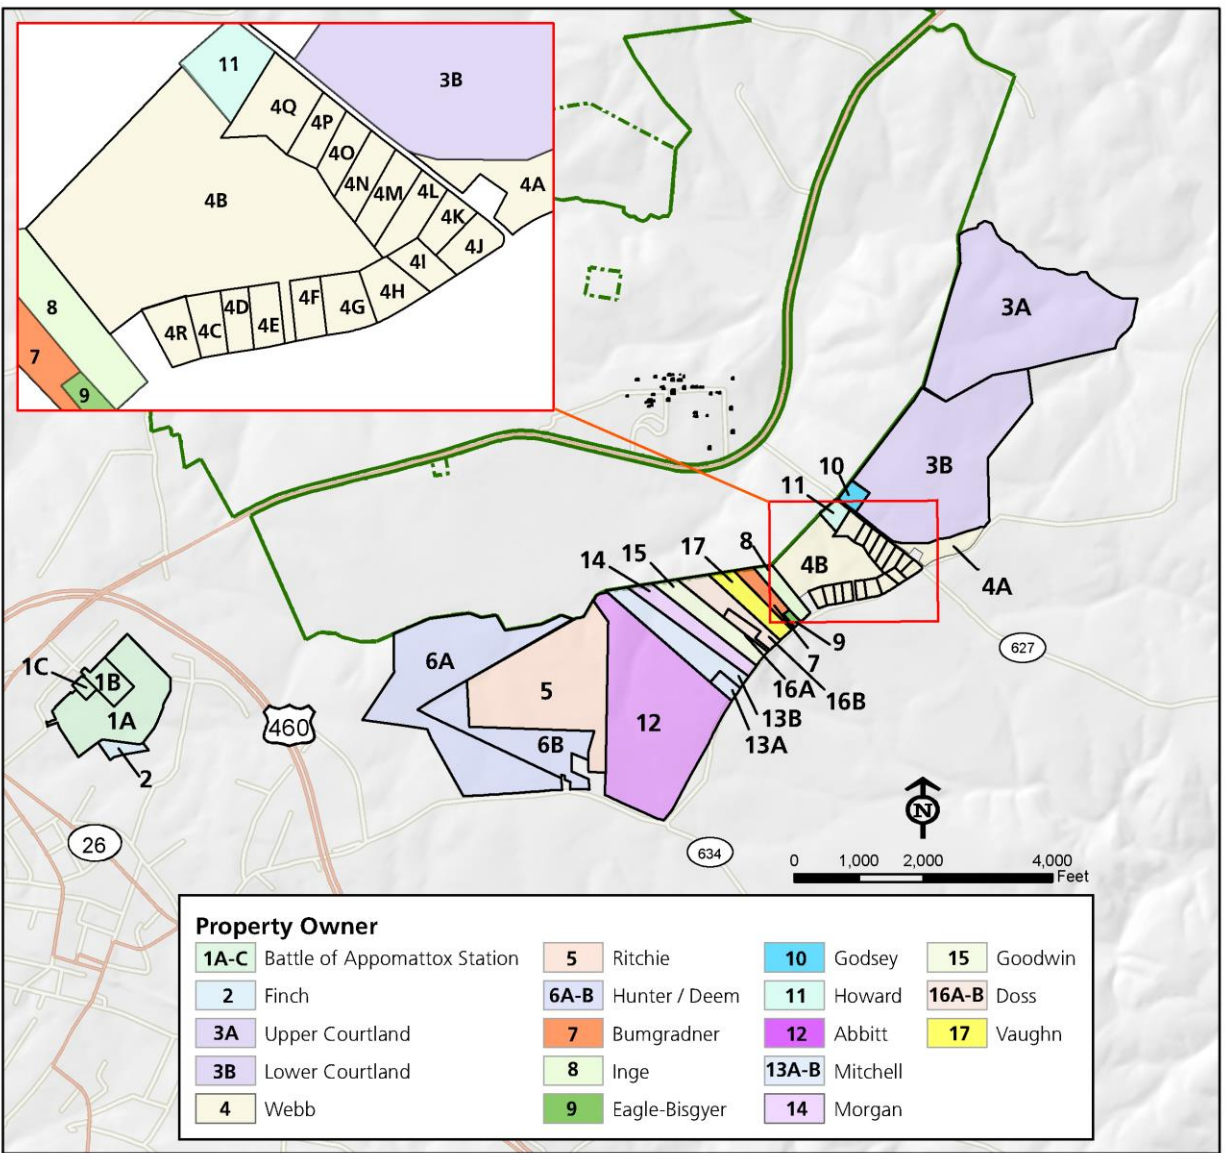 11
3B
4Q
4P
4O
4N
4M
4L
4A
4B
4K
4J
4I
4H
4G
4F
4E
4D
4C
4R
8
7
9
3A
3B
10
11
8
17
15
14
4B
4A
9
7
16B
16A
13B
13A
627
6A
5
12
6B
1C
1B
1A
2
460
26
634
N
0 1,000 2,000 4,000
Feet
Property Owner
1A-C Battle of Appomattox Station
2 Finch
3A Upper Courtland
3B Lower Courtland
4 Webb
5 Ritchie
6A-B Hunter / Deem
7 Bumgradner
8 Inge
9 Eagle-Bisgyer
10 Godsey
11 Howard
12 Abbitt
13A-B Mitchell
14 Morgan
15 Goodwin
16A-B Doss
17 Vaughn